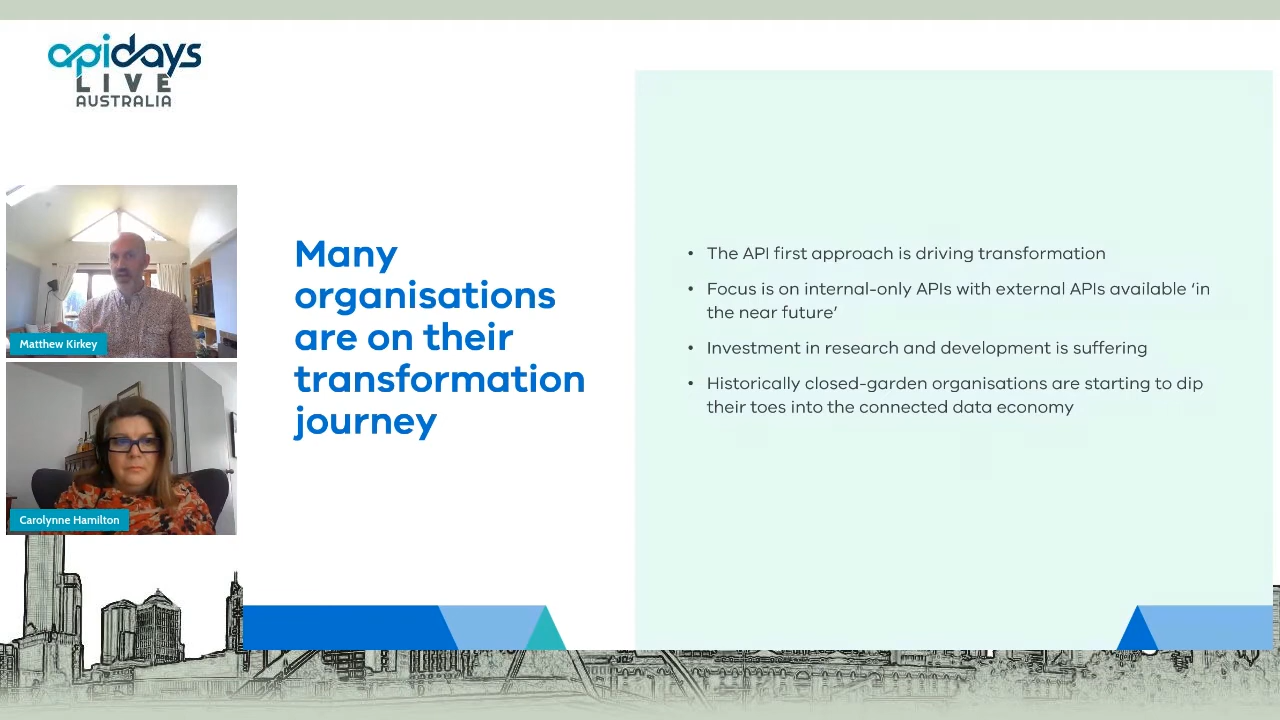 apidays
LIVE
AUSTRALIA
Matthew Kirkey
Carolynne Hamilton
Many
organisations
are on their
transformation
journey
• The API first approach is driving transformation
• Focus is on internal-only APIs with external APIs available ‘in
the near future’
• Investment in research and development is suffering
• Historically closed-garden organisations are starting to dip
their toes into the connected data economy